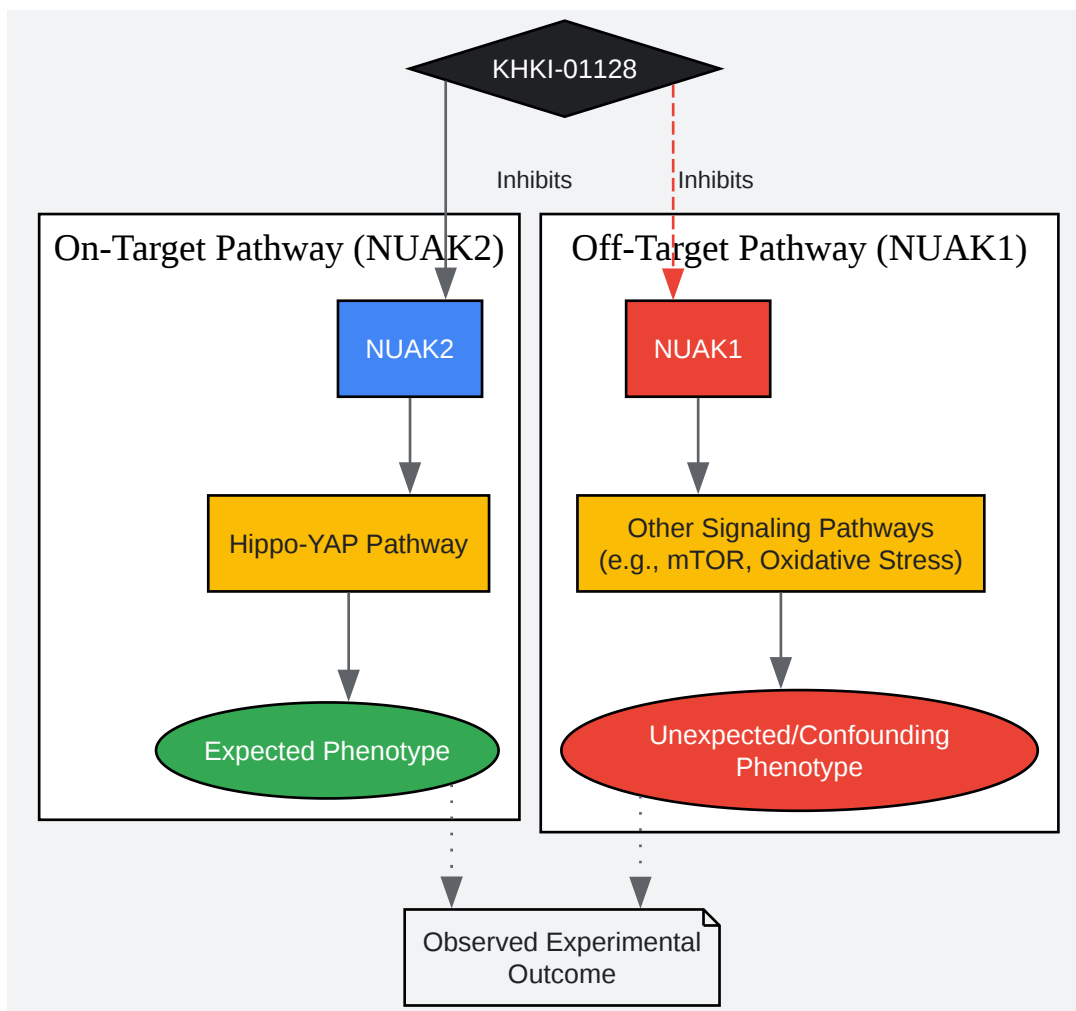 KHKI-01128
Inhibits
Inhibits
On-Target Pathway (NUAK2)
Off-Target Pathway (NUAK1)
NUAK2
NUAK1
Hippo-YAP Pathway
Other Signaling Pathways
(e.g., mTOR, Oxidative Stress)
Expected Phenotype
Unexpected/Confounding
Phenotype
Observed Experimental
Outcome